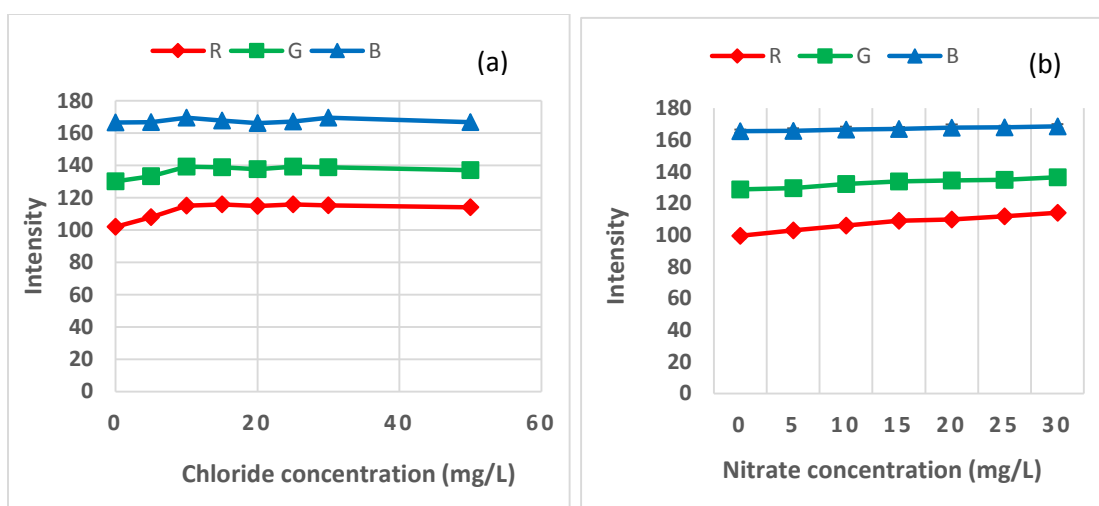 R G B
(a)
180
160
140
120
100
80
60
40
20
0
0 20 40 60
Intensity
Chloride concentration (mg/L)
R G B
(b)
180
160
140
120
100
80
60
40
20
0
0 5 10 15 20 25 30
Intensity
Nitrate concentration (mg/L)